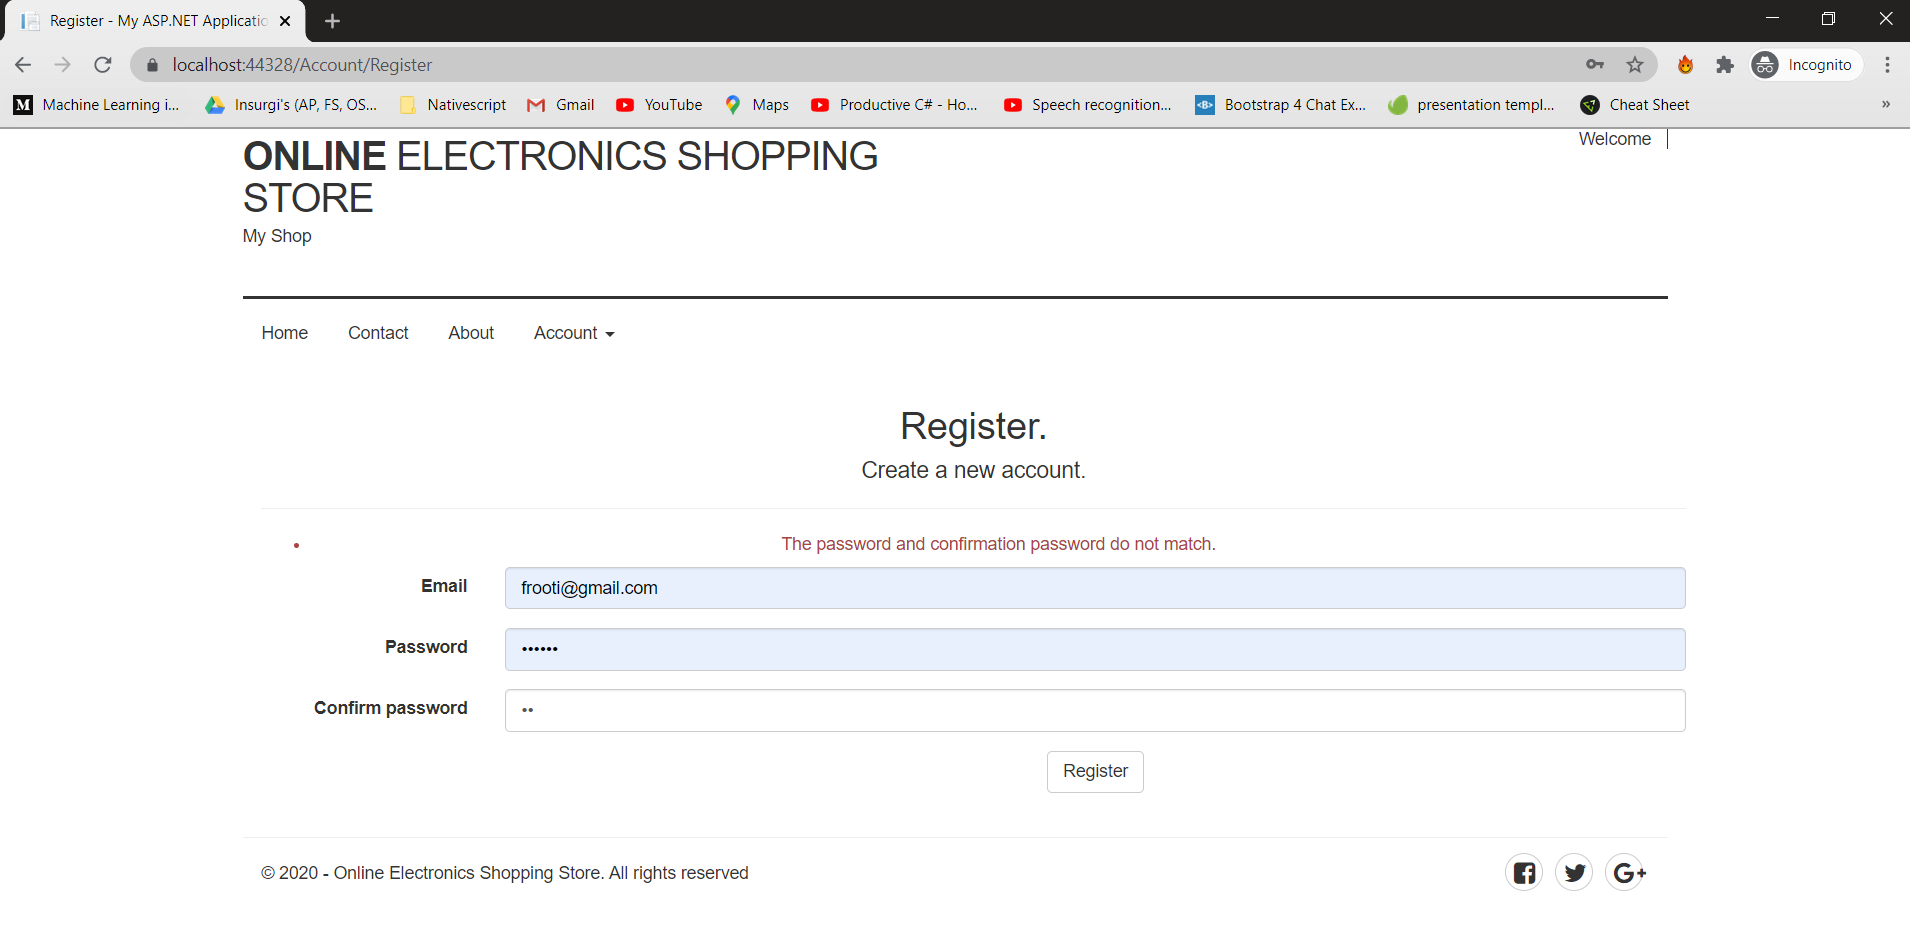 Register - My ASP.NET Applicatio
localhost:44328/Account/Register
Incognito
M Machine Learning i... Insurgi's (AP, FS, OS... Nativescript Gmail YouTube Maps Productive C# - Ho... Speech recognition... <B> Bootstrap 4 Chat Ex... presentation templ... Cheat Sheet »
Welcome
ONLINE ELECTRONICS SHOPPING
STORE
My Shop
Home Contact About Account
Register.
Create a new account.
• The password and confirmation password do not match.
Email frooti@gmail.com
Password ••••••
Confirm password ••
Register
© 2020 - Online Electronics Shopping Store. All rights reserved
G+